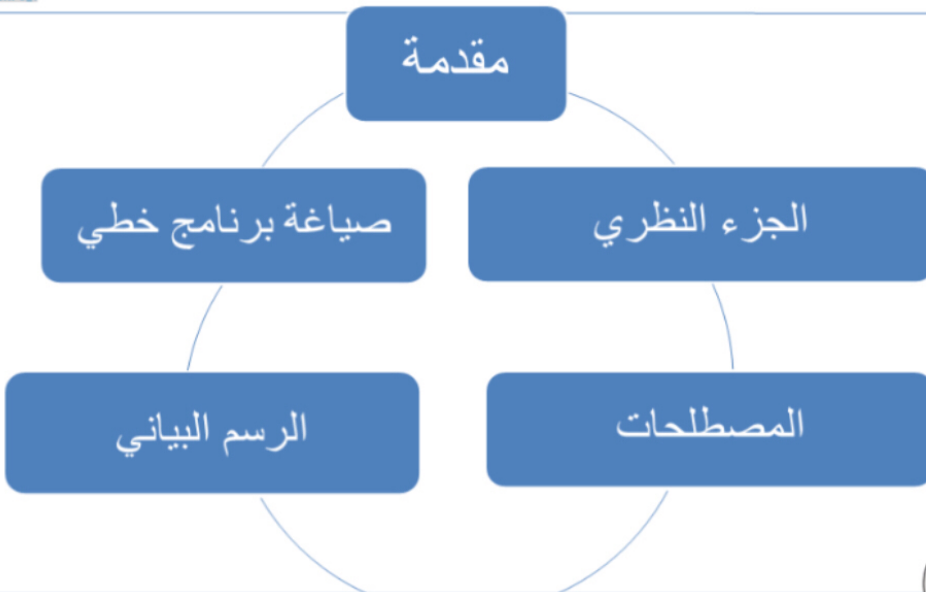 مقدمة
الجزء النظري
صياغة برنامج خطي
المصطلحات
الرسم البياني